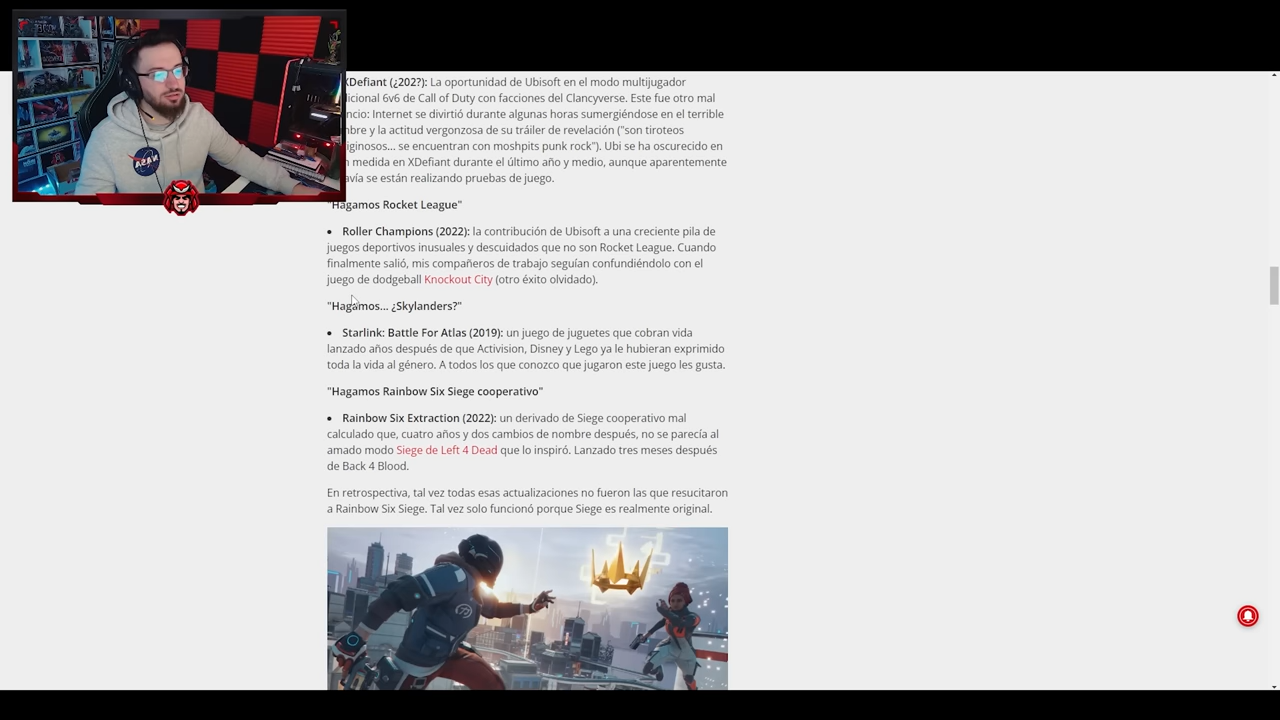 XDefiant (¿202?): La oportunidad de Ubisoft en el modo multijugador
6v6 de Call of Duty con facciones del Clancyverse. Este fue otro mal
Internet se divirtió durante algunas horas sumergiéndose en el terrible
y la actitud vergonzosa de su tráiler de revelación ("son tiroteos
se encuentran con moshpits punk rock"). Ubi se ha oscurecido en
medida en XDefiant durante el último año y medio, aunque aparentemente
se están realizando pruebas de juego.
"Hagamos Rocket League"
• Roller Champions (2022): la contribución de Ubisoft a una creciente pila de
juegos deportivos inusuales y descuidados que no son Rocket League. Cuando
finalmente salió, mis compañeros de trabajo seguían confundiéndolo con el
juego de dodgeball Knockout City (otro éxito olvidado).
"Hagamos... ¿Skylanders?"
• Starlink: Battle For Atlas (2019): un juego de juguetes que cobran vida
lanzado años después de que Activision, Disney y Lego ya le hubieran exprimido
toda la vida al género. A todos los que conozco que jugaron este juego les gusta.
"Hagamos Rainbow Six Siege cooperativo"
• Rainbow Six Extraction (2022): un derivado de Siege cooperativo mal
calculado que, cuatro años y dos cambios de nombre después, no se parecía al
amado modo Siege de Left 4 Dead que lo inspiró. Lanzado tres meses después
de Back 4 Blood.
En retrospectiva, tal vez todas esas actualizaciones no fueron las que resucitaron
a Rainbow Six Siege. Tal vez solo funcionó porque Siege es realmente original.
NASA